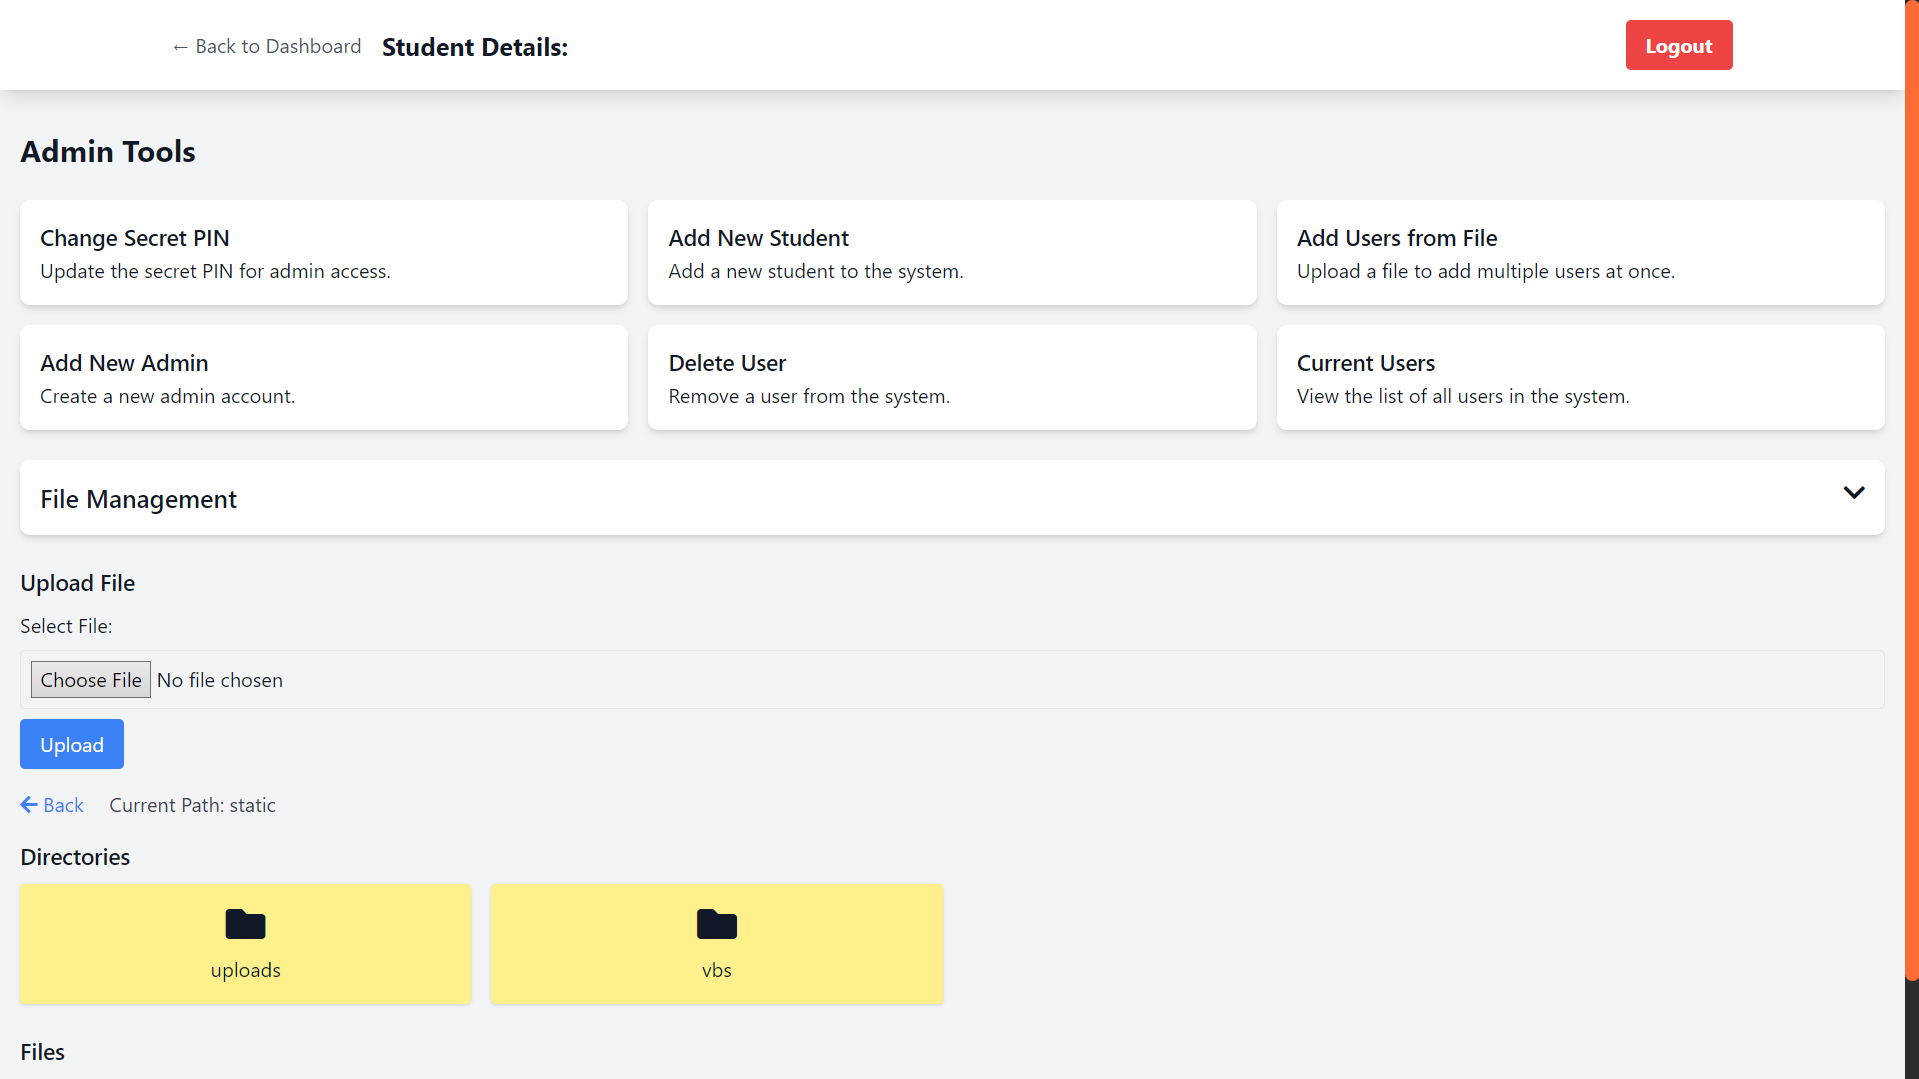 ← Back to Dashboard Student Details: Logout
Admin Tools
Change Secret PIN
Update the secret PIN for admin access.
Add New Student
Add a new student to the system.
Add Users from File
Upload a file to add multiple users at once.
Add New Admin
Create a new admin account.
Delete User
Remove a user from the system.
Current Users
View the list of all users in the system.
File Management
Upload File
Select File:
Choose File No file chosen
Upload
Back Current Path: static
Directories
uploads
vbs
Files